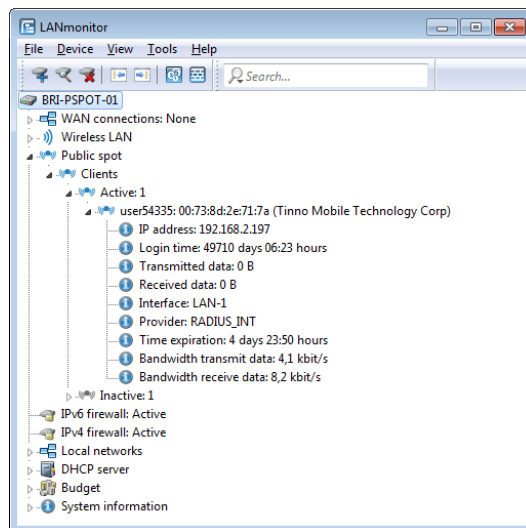 LANmonitor
File Device View Tools Help
Search...
BRI-PSPOT-01
WAN connections: None
Wireless LAN
Public spot
Clients
Active: 1
user54335: 00:73:8d:2e:71:7a (Tinno Mobile Technology Corp)
IP address: 192.168.2.197
Login time: 49710 days 06:23 hours
Transmitted data: 0 B
Received data: 0 B
Interface: LAN-1
Provider: RADIUS_INT
Time expiration: 4 days 23:50 hours
Bandwidth transmit data: 4,1 kbit/s
Bandwidth receive data: 8,2 kbit/s
Inactive: 1
IPv6 firewall: Active
IPv4 firewall: Active
Local networks
DHCP server
Budget
System information